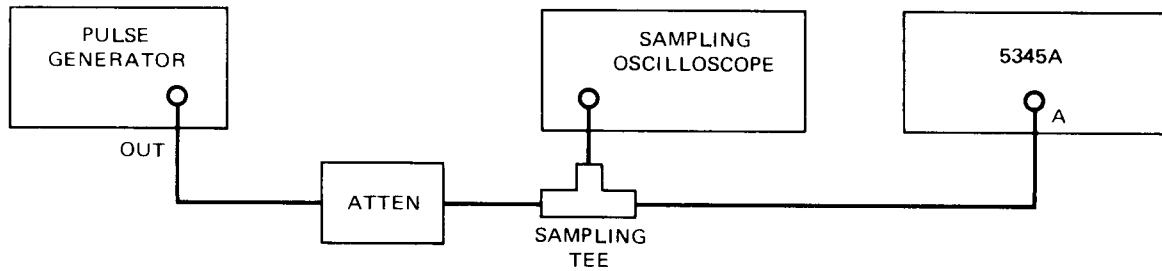 PULSE
GENERATOR
OUT
ATTEN
SAMPLING
OSCILLOSCOPE
SAMPLING
TEE
5345A
A